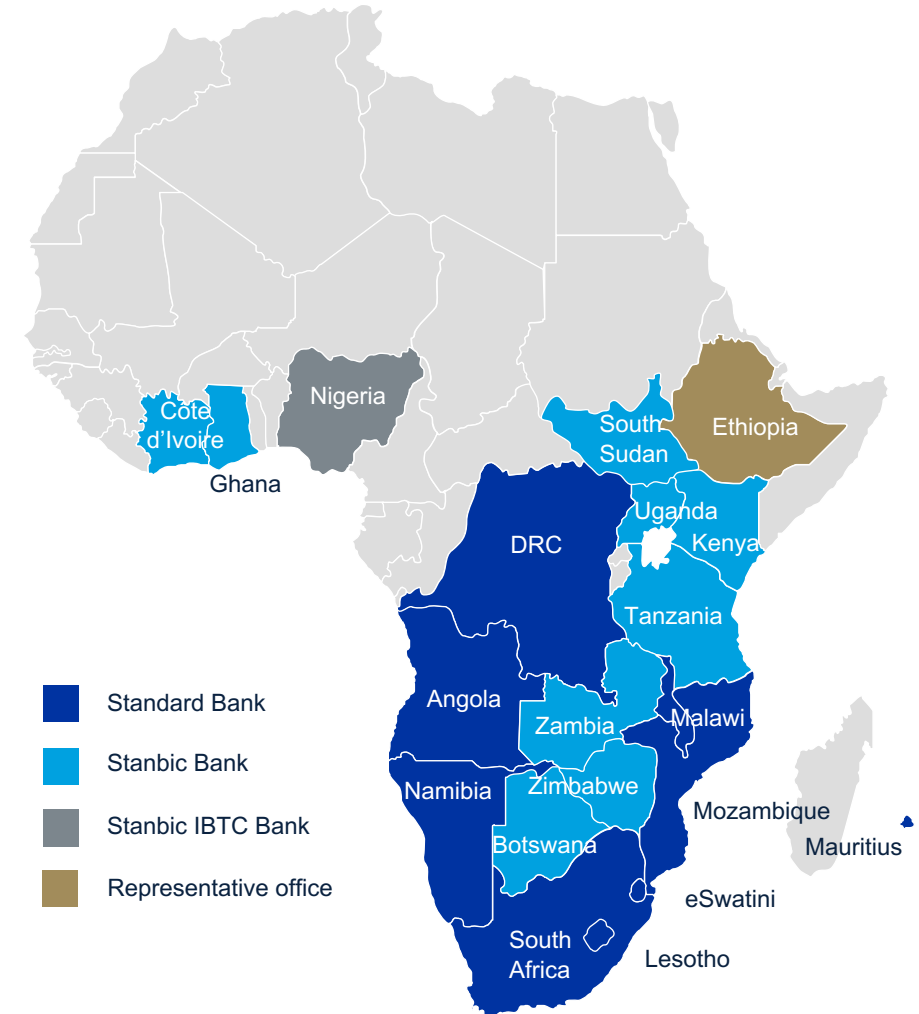 Nigeria
Côte
d’Ivoire
Ghana
South
Sudan
Ethiopia
Uganda
Kenya
DRC
Tanzania
Angola
Zambia
Malawi
Namibia
Zimbabwe
Botswana
Mozambique
Mauritius
eSwatini
South
Africa
Lesotho
Standard Bank
Stanbic Bank
Stanbic IBTC Bank
Representative office